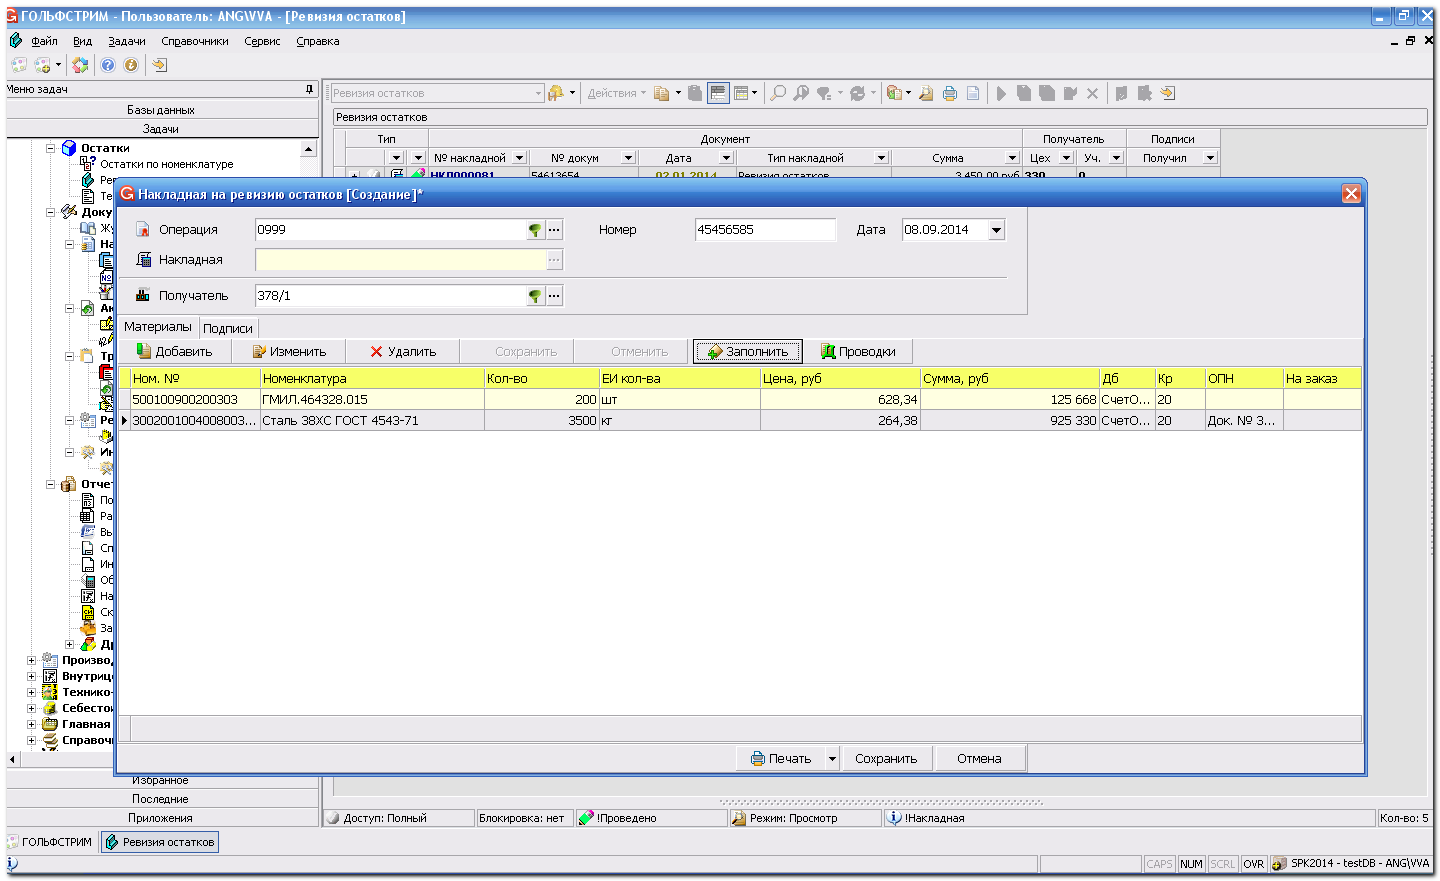 ГОЛЬФСТРИМ - Пользователь: ANG\VVA - [Ревизия остатков]
Файл Вид Задачи Справочники Сервис Справка
Меню задач
Ревизия остатков Действия
Базы данных
Ревизия остатков
Задачи
Тип Документ Получатель Подписи
Остатки
№ накладной № докум Дата Тип накладной Сумма Цех Уч. Получил
Остатки по номенклатуре
НКЛ000081 54613654 02.01.2014 Ревизия остатков 3 450,00 руб 330 0
Накладная на ревизию остатков [Создание]*
Операция 0999 Номер 45456585 Дата 08.09.2014
Накладная
Получатель 378/1
Материалы Подписи
Добавить Изменить Удалить Сохранить Отменить Заполнить Проводки
Ном. № Номенклатура Кол-во ЕИ кол-ва Цена, руб Сумма, руб Дб Кр ОПН На заказ
500100900200303 ГМИЛ.464328.015 200 шт 628,34 125 668 СчетО... 20
3002001004008003... Сталь 38ХС ГОСТ 4543-71 3500 кг 264,38 925 330 СчетО... 20 Док. № 3...
Ре
Те
Доку
Жу
На
Ак
Тр
Ре
Ин
Отче
По
Ра
Вы
Сп
Ин
Об
На
Ск
За
Д
Произво
Внутриц
Технико-
Себестои
Главная
Справоч
Печать Сохранить Отмена
Избранное
Последние
Приложения
Доступ: Полный Блокировка: нет !Проведено Режим: Просмотр !Накладная Кол-во: 5
ГОЛЬФСТРИМ Ревизия остатков
CAPS NUM SCRL OVR SPK2014 - testDB - ANG\VVA